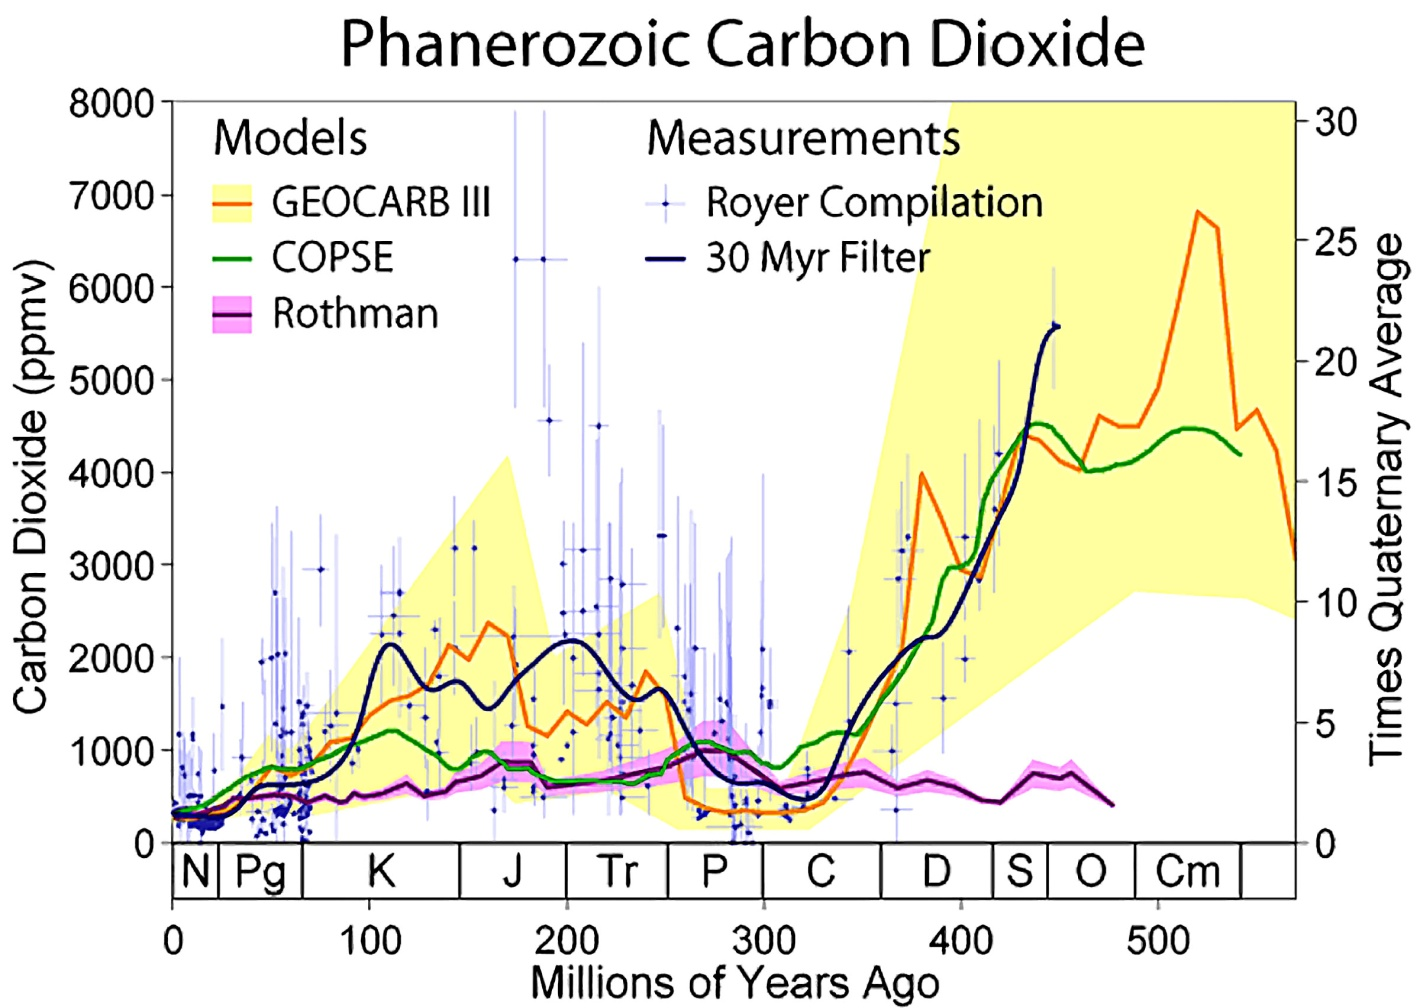 Phanerozoic Carbon Dioxide
Models
GEOCARB III
COPSE
Rothman
Measurements
Royer Compilation
30 Myr Filter
Carbon Dioxide (ppmv)
8000
7000
6000
5000
4000
3000
2000
1000
0
Times Quaternary Average
30
25
20
15
10
5
0
N Pg K J Tr P C D S O Cm
0 100 200 300 400 500
Millions of Years Ago